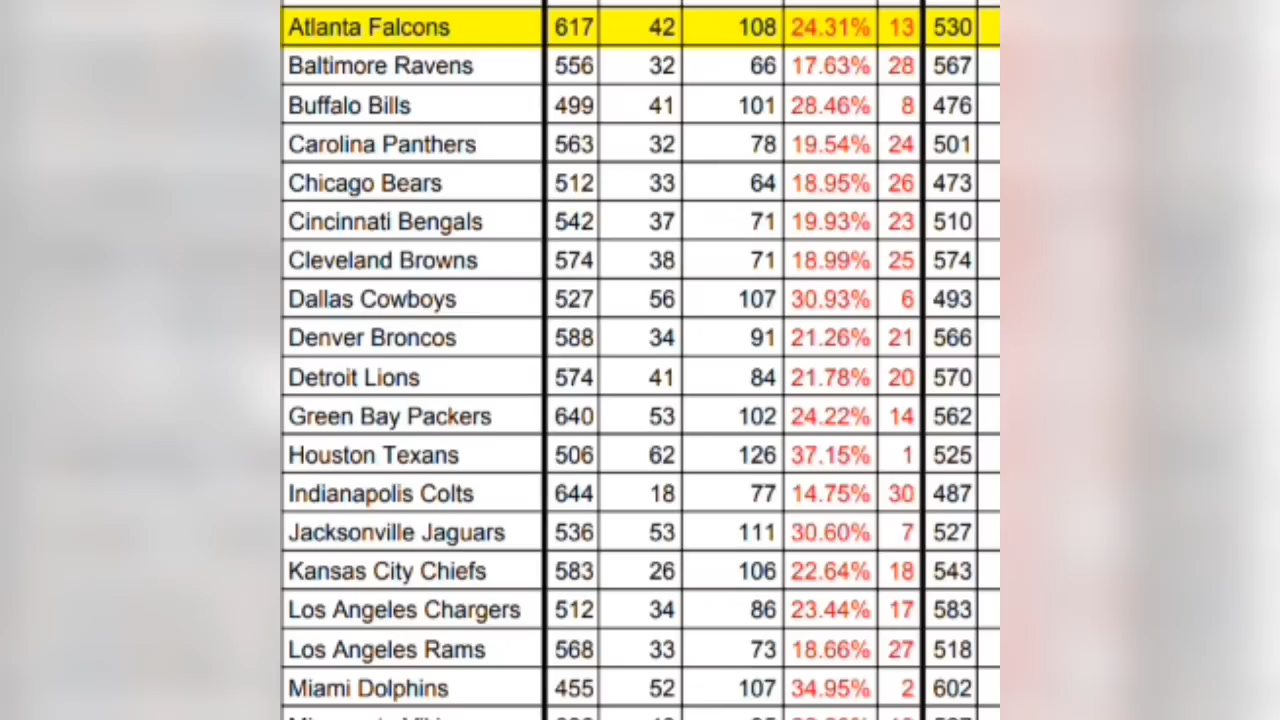 Atlanta Falcons 617 42 108 24.31% 13 530
Baltimore Ravens 556 32 66 17.63% 28 567
Buffalo Bills 499 41 101 28.46% 8 476
Carolina Panthers 563 32 78 19.54% 24 501
Chicago Bears 512 33 64 18.95% 26 473
Cincinnati Bengals 542 37 71 19.93% 23 510
Cleveland Browns 574 38 71 18.99% 25 574
Dallas Cowboys 527 56 107 30.93% 6 493
Denver Broncos 588 34 91 21.26% 21 566
Detroit Lions 574 41 84 21.78% 20 570
Green Bay Packers 640 53 102 24.22% 14 562
Houston Texans 506 62 126 37.15% 1 525
Indianapolis Colts 644 18 77 14.75% 30 487
Jacksonville Jaguars 536 53 111 30.60% 7 527
Kansas City Chiefs 583 26 106 22.64% 18 543
Los Angeles Chargers 512 34 86 23.44% 17 583
Los Angeles Rams 568 33 73 18.66% 27 518
Miami Dolphins 455 52 107 34.95% 2 602